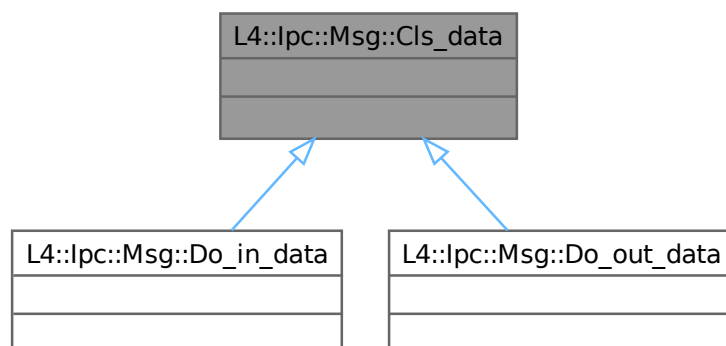 L4::Ipc::Msg::Cls_data
L4::Ipc::Msg::Do_in_data
L4::Ipc::Msg::Do_out_data